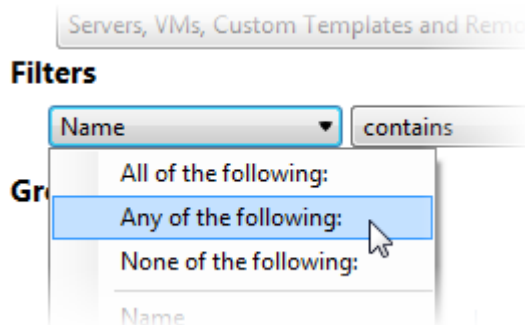 Servers, VMs, Custom Templates and Remo
Filters
Name contains
All of the following:
Gr
Any of the following:
None of the following:
Name